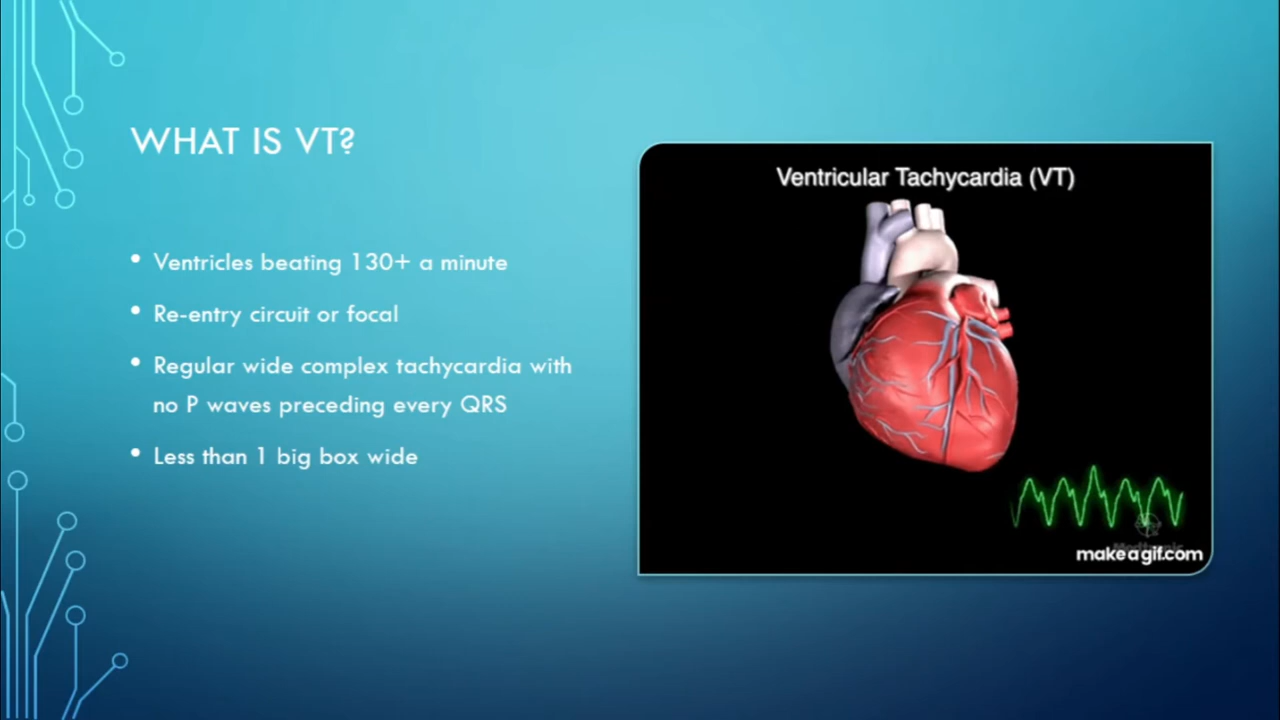 WHAT IS VT?
• Ventricles beating 130+ a minute
• Re-entry circuit or focal
• Regular wide complex tachycardia with
no P waves preceding every QRS
• Less than 1 big box wide
Ventricular Tachycardia (VT)
makeagif.com